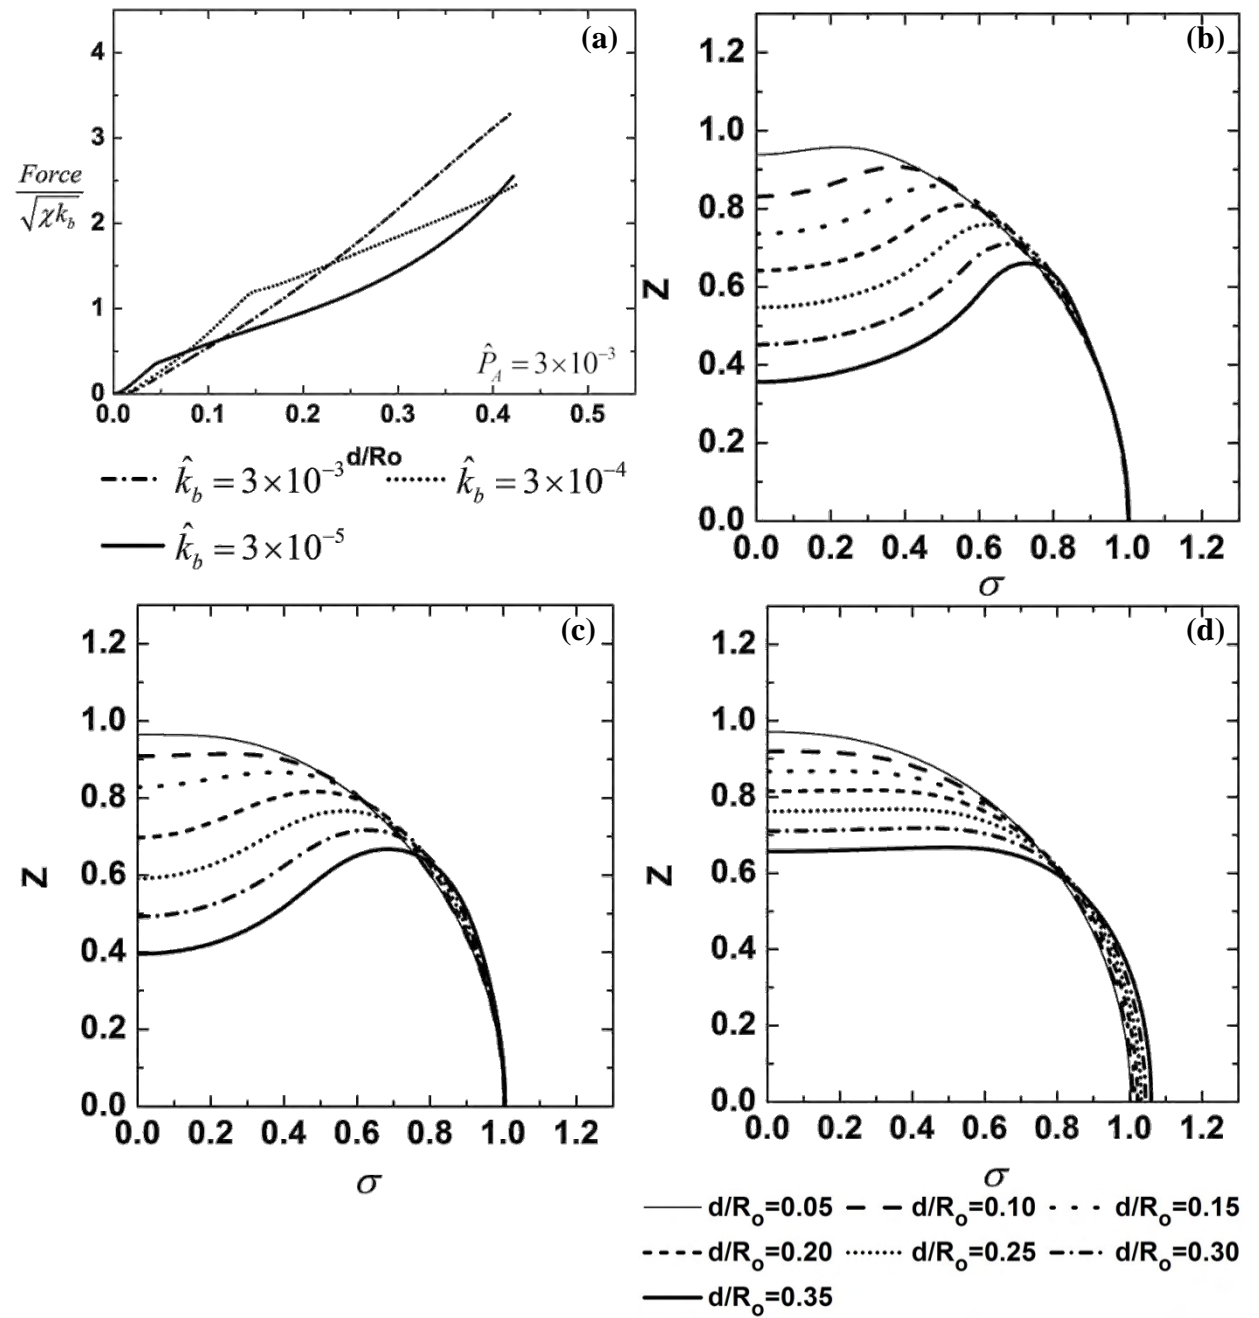 (a)
4
3
2
1
0
Force
√χk_b
P̂_A = 3×10⁻³
0.0 0.1 0.2 0.3 0.4 0.5
d/Ro
k̂_b = 3×10⁻³ k̂_b = 3×10⁻⁴
k̂_b = 3×10⁻⁵
(b)
1.2
1.0
0.8
0.6
0.4
0.2
0.0
Z
0.0 0.2 0.4 0.6 0.8 1.0 1.2
σ
(c)
1.2
1.0
0.8
0.6
0.4
0.2
0.0
Z
0.0 0.2 0.4 0.6 0.8 1.0 1.2
σ
(d)
1.2
1.0
0.8
0.6
0.4
0.2
0.0
Z
0.0 0.2 0.4 0.6 0.8 1.0 1.2
σ
d/R_o=0.05 d/R_o=0.10 d/R_o=0.15
d/R_o=0.20 d/R_o=0.25 d/R_o=0.30
d/R_o=0.35